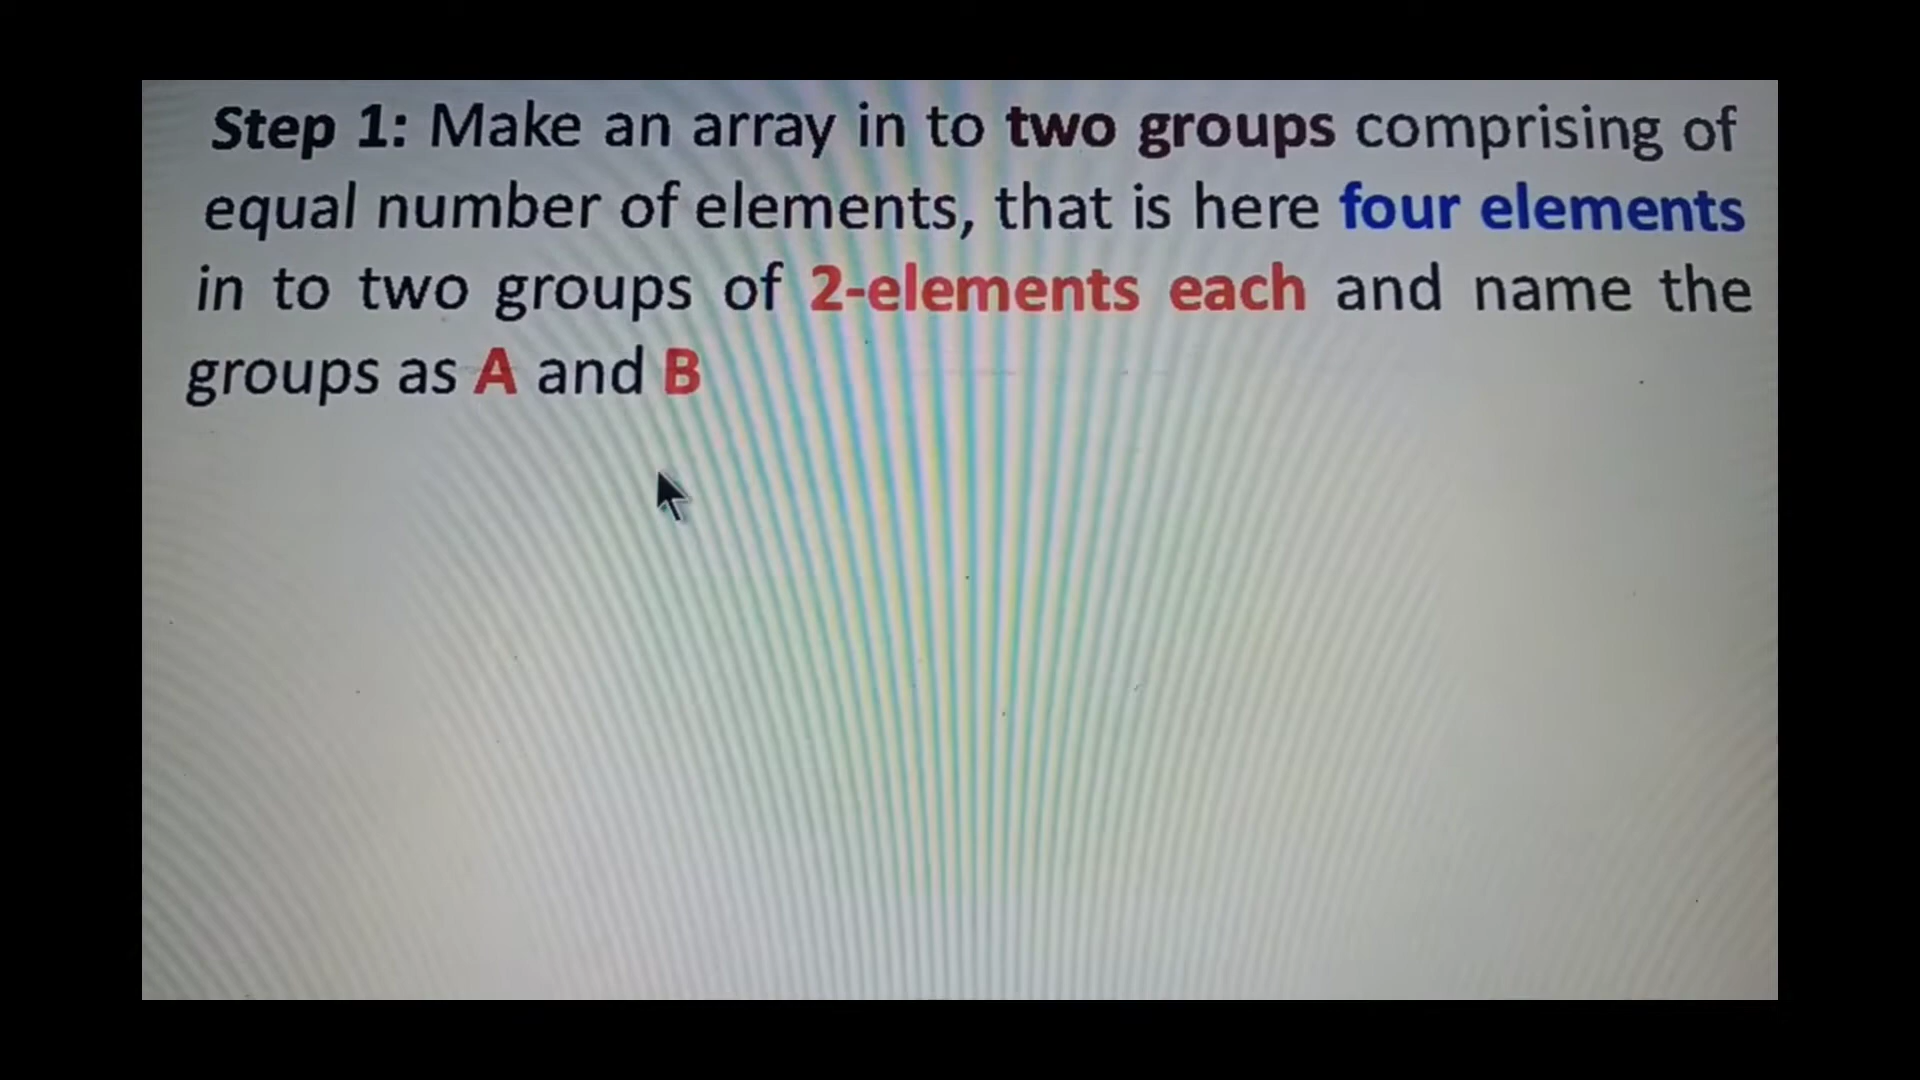 Step 1: Make an array in to two groups comprising of
equal number of elements, that is here four elements
in to two groups of 2-elements each and name the
groups as A and B